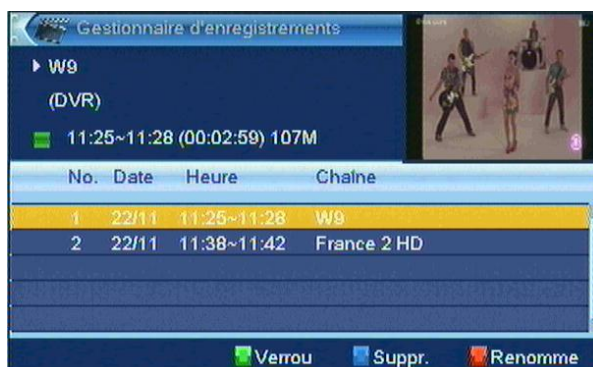 Gestionnaire d'enregistrements
W9
(DVR)
11:25~11:28 (00:02:59) 107M
No. Date Heure Chaîne
1 22/11 11:25~11:28 W9
2 22/11 11:38~11:42 France 2 HD
Verrou Suppr. Renomme